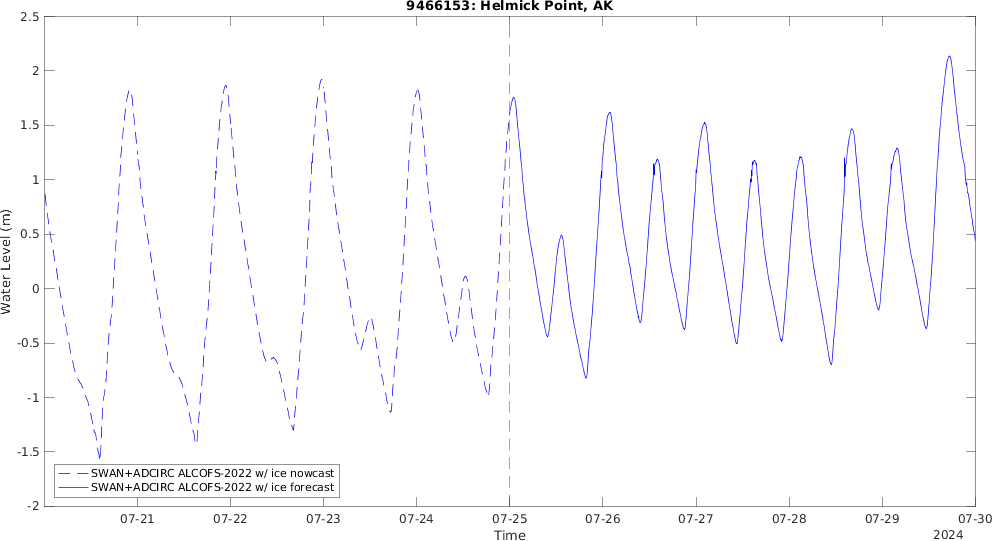 9466153: Helmick Point, AK
2.5
2
1.5
1
0.5
0
-0.5
-1
-1.5
-2
Water Level (m)
SWAN+ADCIRC ALCOFS-2022 w/ ice nowcast
SWAN+ADCIRC ALCOFS-2022 w/ ice forecast
07-21 07-22 07-23 07-24 07-25 07-26 07-27 07-28 07-29 07-30
Time
2024